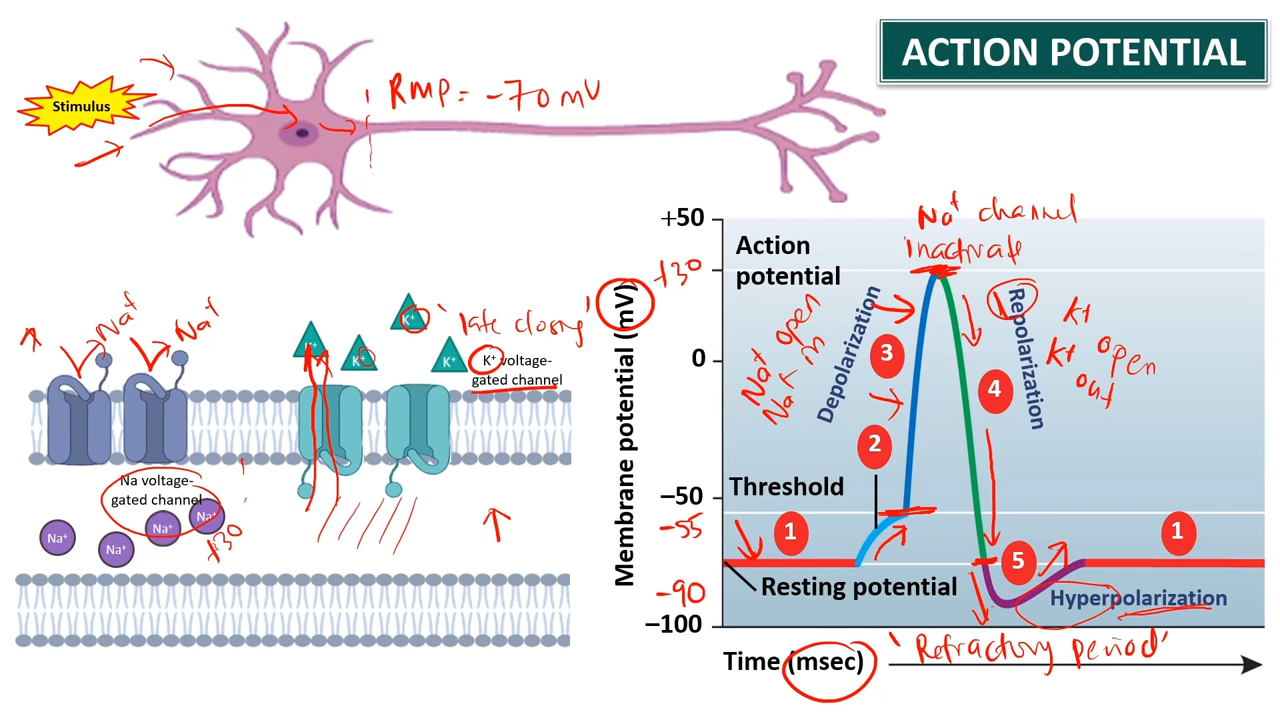 ACTION POTENTIAL
Stimulus
RMP = -70 mV
Na+
Na+
K+
K+
K+
'late closing'
K+ voltage-
gated channel
Na voltage-
gated channel
Na+
Na+
Na+
Na+
+30
Membrane potential (mV)
+50
+30
0
-50
-55
-90
-100
Action
potential
Na+ channel
inactivate
Na+ open
Na+ in
Depolarization
3
2
Repolarization
K+
K+ open
out
4
Threshold
1
5
1
Resting potential
Hyperpolarization
Time (msec)
'Refractory period'